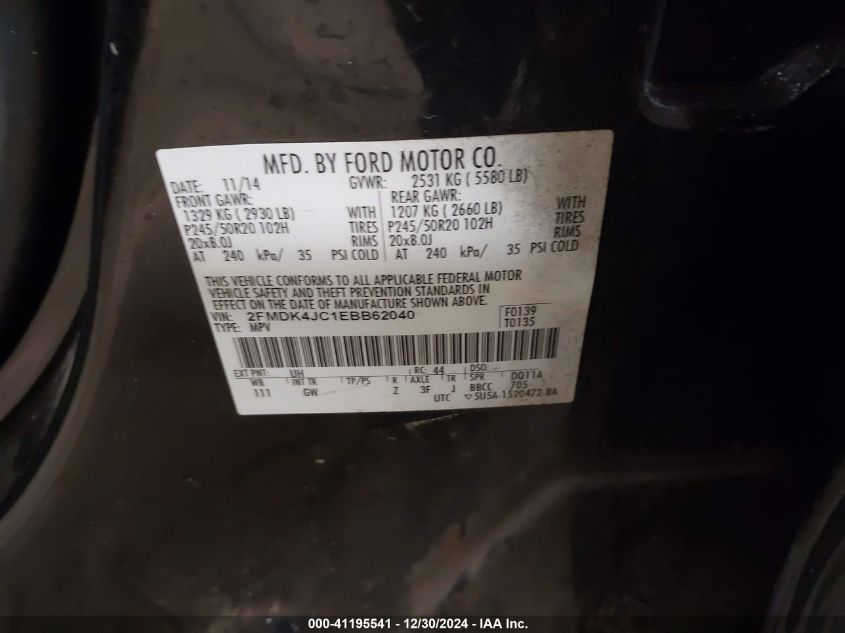 MFD. BY FORD MOTOR CO.
DATE: 11/14 GVWR: 2531 KG ( 5580 LB)
FRONT GAWR: REAR GAWR:
1329 KG ( 2930 LB) WITH 1207 KG ( 2660 LB) WITH
P245/50R20 102H TIRES P245/50R20 102H TIRES
20x8.0J RIMS 20x8.0J RIMS
AT 240 kPa/ 35 PSI COLD AT 240 kPa/ 35 PSI COLD
THIS VEHICLE CONFORMS TO ALL APPLICABLE FEDERAL MOTOR
VEHICLE SAFETY AND THEFT PREVENTION STANDARDS IN
EFFECT ON THE DATE OF MANUFACTURE SHOWN ABOVE.
VIN: 2FMDK4JC1EBB62040 F0139
TYPE: MPV T0135
EXT PNT: UH RC: 44 DSO:
WB INT TR TP/PS R AXLE TR SPR DQ11A
111 GW Z 3F J BBCC 705
UTC ▽5U5A-1520472-BA
000-41195541 - 12/30/2024 - IAA Inc.